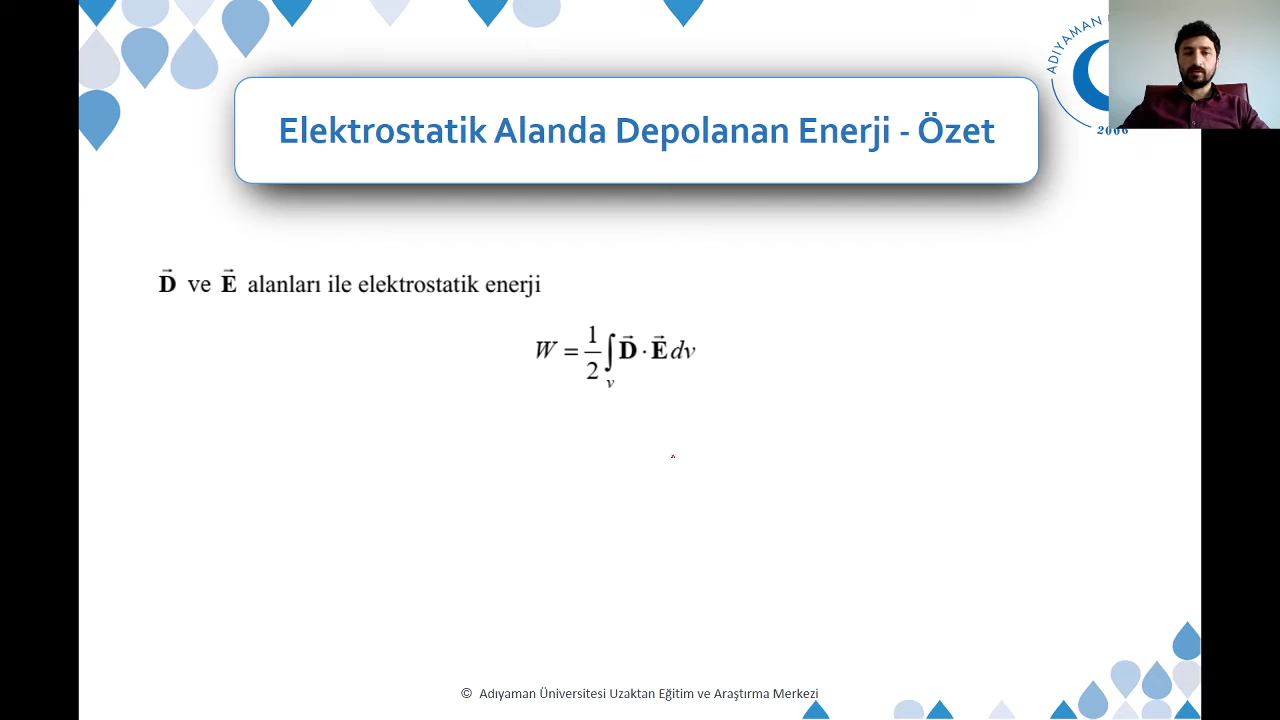 ADIYAMAN
2006
Elektrostatik Alanda Depolanan Enerji - Özet
D⃗ ve E⃗ alanları ile elektrostatik enerji
W = 1/2 ∫_v D⃗ · E⃗ dv
© Adıyaman Üniversitesi Uzaktan Eğitim ve Araştırma Merkezi